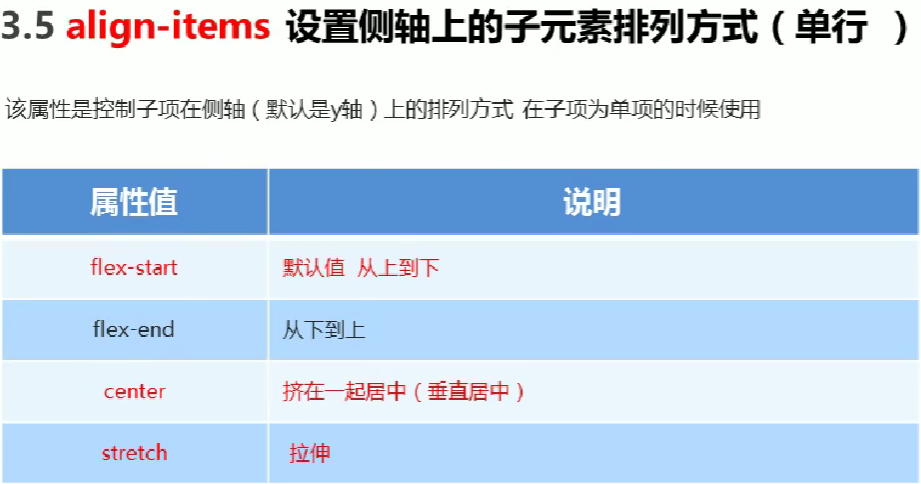 3.5 align-items 设置侧轴上的子元素排列方式（单行 ）
该属性是控制子项在侧轴（默认是y轴）上的排列方式 在子项为单项的时候使用
属性值 说明
flex-start 默认值 从上到下
flex-end 从下到上
center 挤在一起居中（垂直居中）
stretch 拉伸